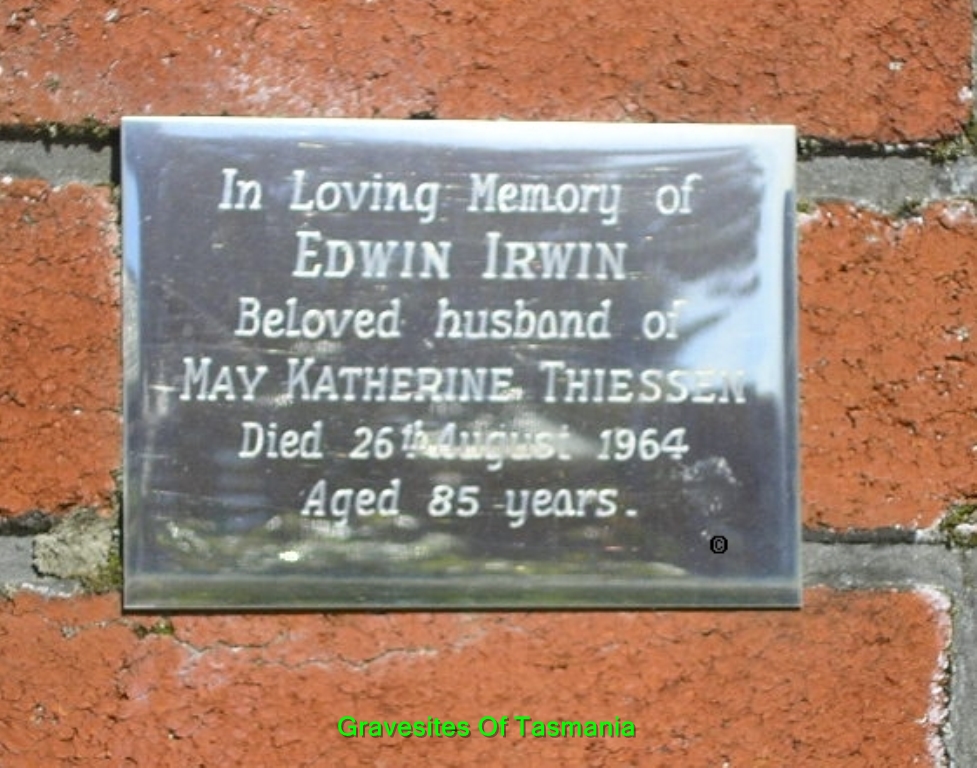 In Loving Memory of
EDWIN IRWIN
Beloved husband of
MAY KATHERINE THIESSEN
Died 26th August 1964
Aged 85 years.
©
Gravesites Of Tasmania